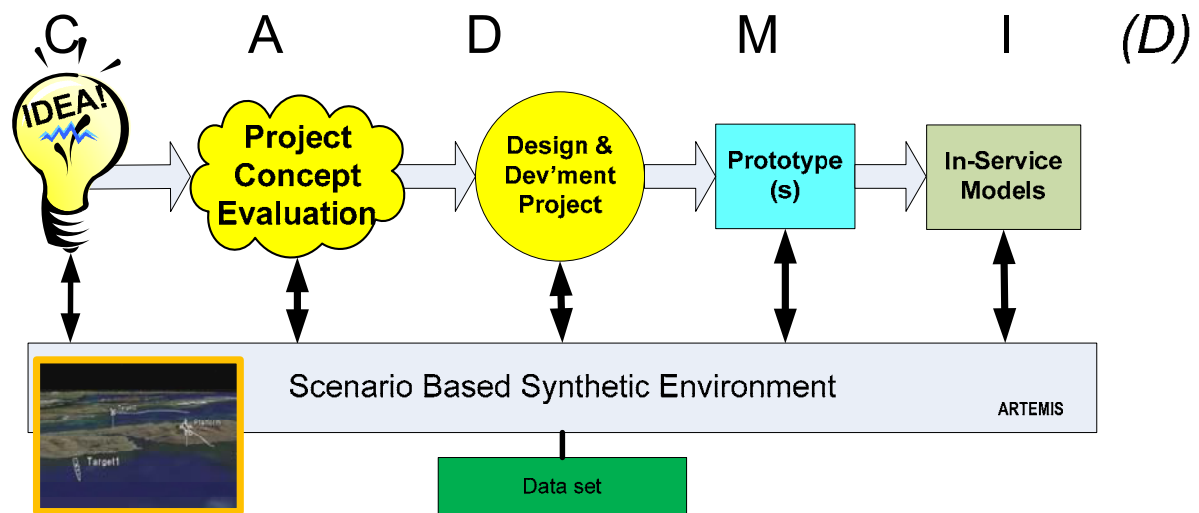 C A D M I (D)
IDEA!
Project
Concept
Evaluation
Design &
Dev'ment
Project
Prototype
(s)
In-Service
Models
Scenario Based Synthetic Environment
ARTEMIS
Target1
Data set